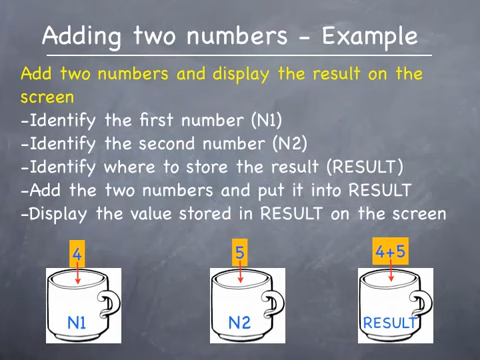 Adding two numbers - Example
Add two numbers and display the result on the
screen
-Identify the first number (N1)
-Identify the second number (N2)
-Identify where to store the result (RESULT)
-Add the two numbers and put it into RESULT
-Display the value stored in RESULT on the screen
4 5 4+5
N1 N2 RESULT